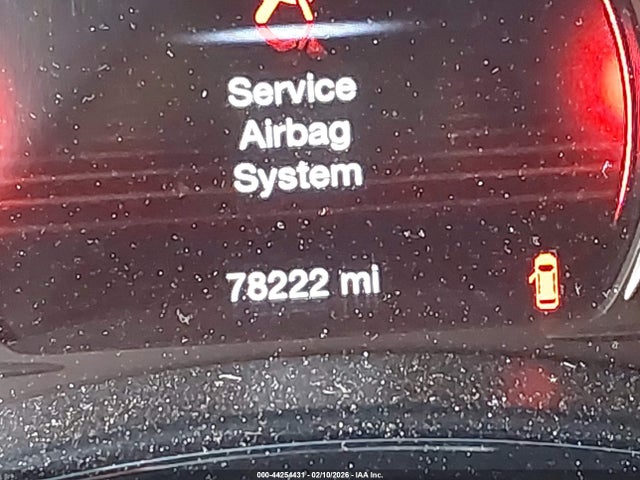 Service
Airbag
System
78222 mi
000-44254431 - 02/10/2026 - IAA Inc.